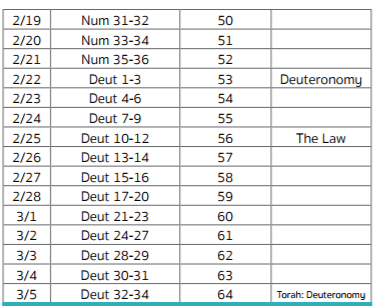 2/19 Num 31-32 50
2/20 Num 33-34 51
2/21 Num 35-36 52
2/22 Deut 1-3 53 Deuteronomy
2/23 Deut 4-6 54
2/24 Deut 7-9 55
2/25 Deut 10-12 56 The Law
2/26 Deut 13-14 57
2/27 Deut 15-16 58
2/28 Deut 17-20 59
3/1 Deut 21-23 60
3/2 Deut 24-27 61
3/3 Deut 28-29 62
3/4 Deut 30-31 63
3/5 Deut 32-34 64 Torah: Deuteronomy